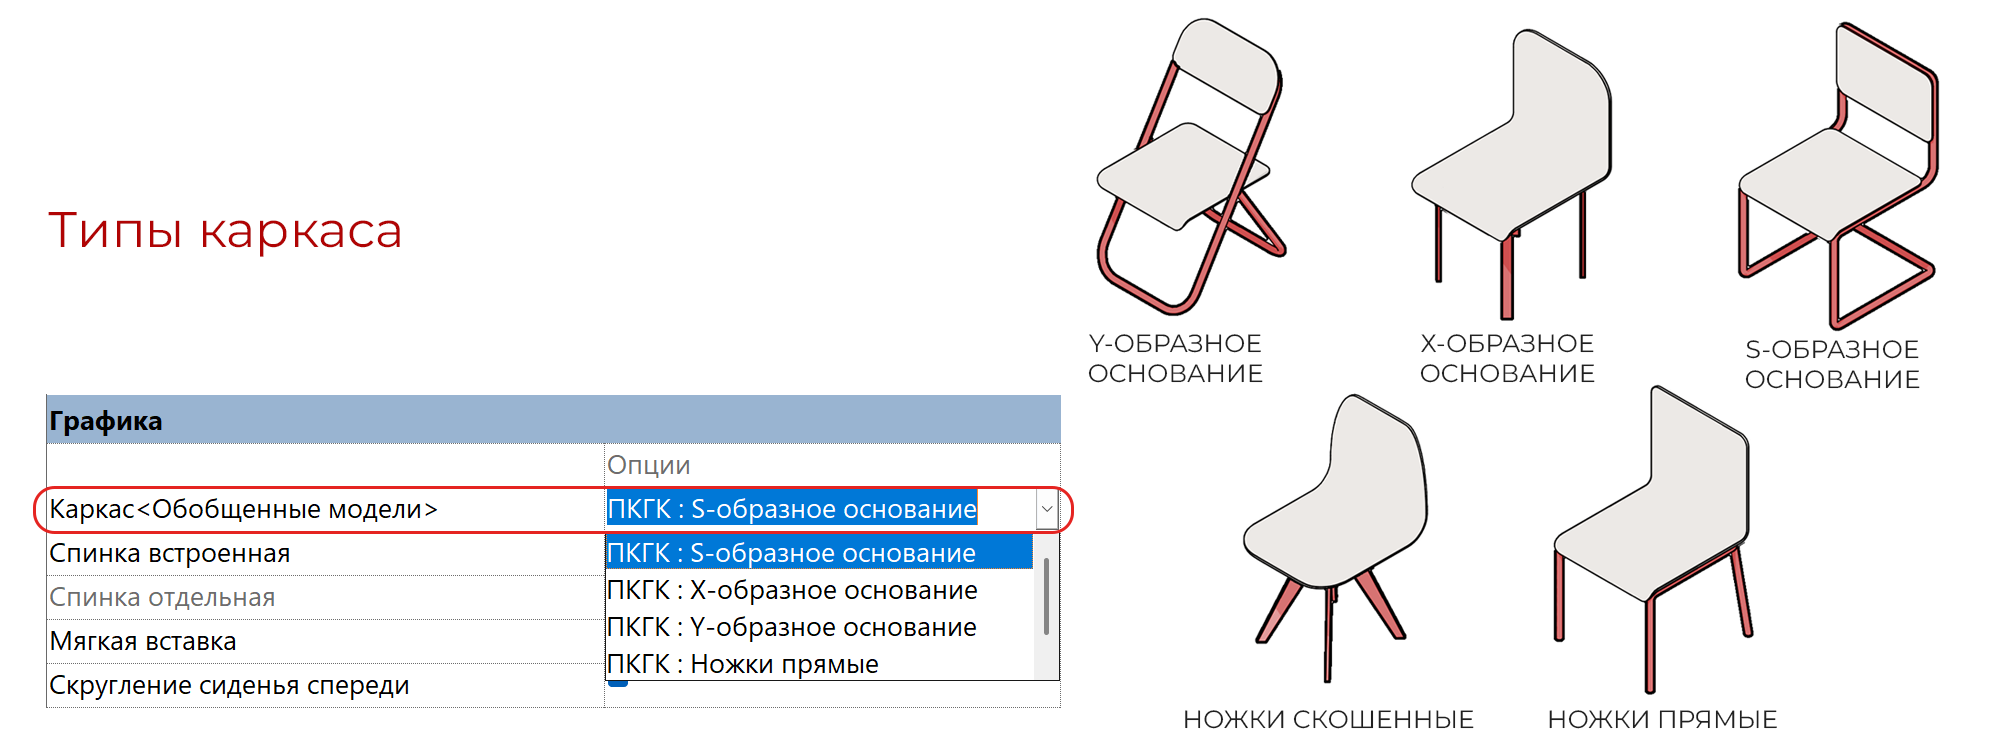 Типы каркаса
Графика
Опции
Каркас<Обобщенные модели>
ПКГК : S-образное основание
Спинка встроенная
ПКГК : S-образное основание
ПКГК : X-образное основание
Спинка отдельная
ПКГК : Y-образное основание
Мягкая вставка
ПКГК : Ножки прямые
Скругление сиденья спереди
Y-ОБРАЗНОЕ
ОСНОВАНИЕ
X-ОБРАЗНОЕ
ОСНОВАНИЕ
S-ОБРАЗНОЕ
ОСНОВАНИЕ
НОЖКИ СКОШЕННЫЕ
НОЖКИ ПРЯМЫЕ